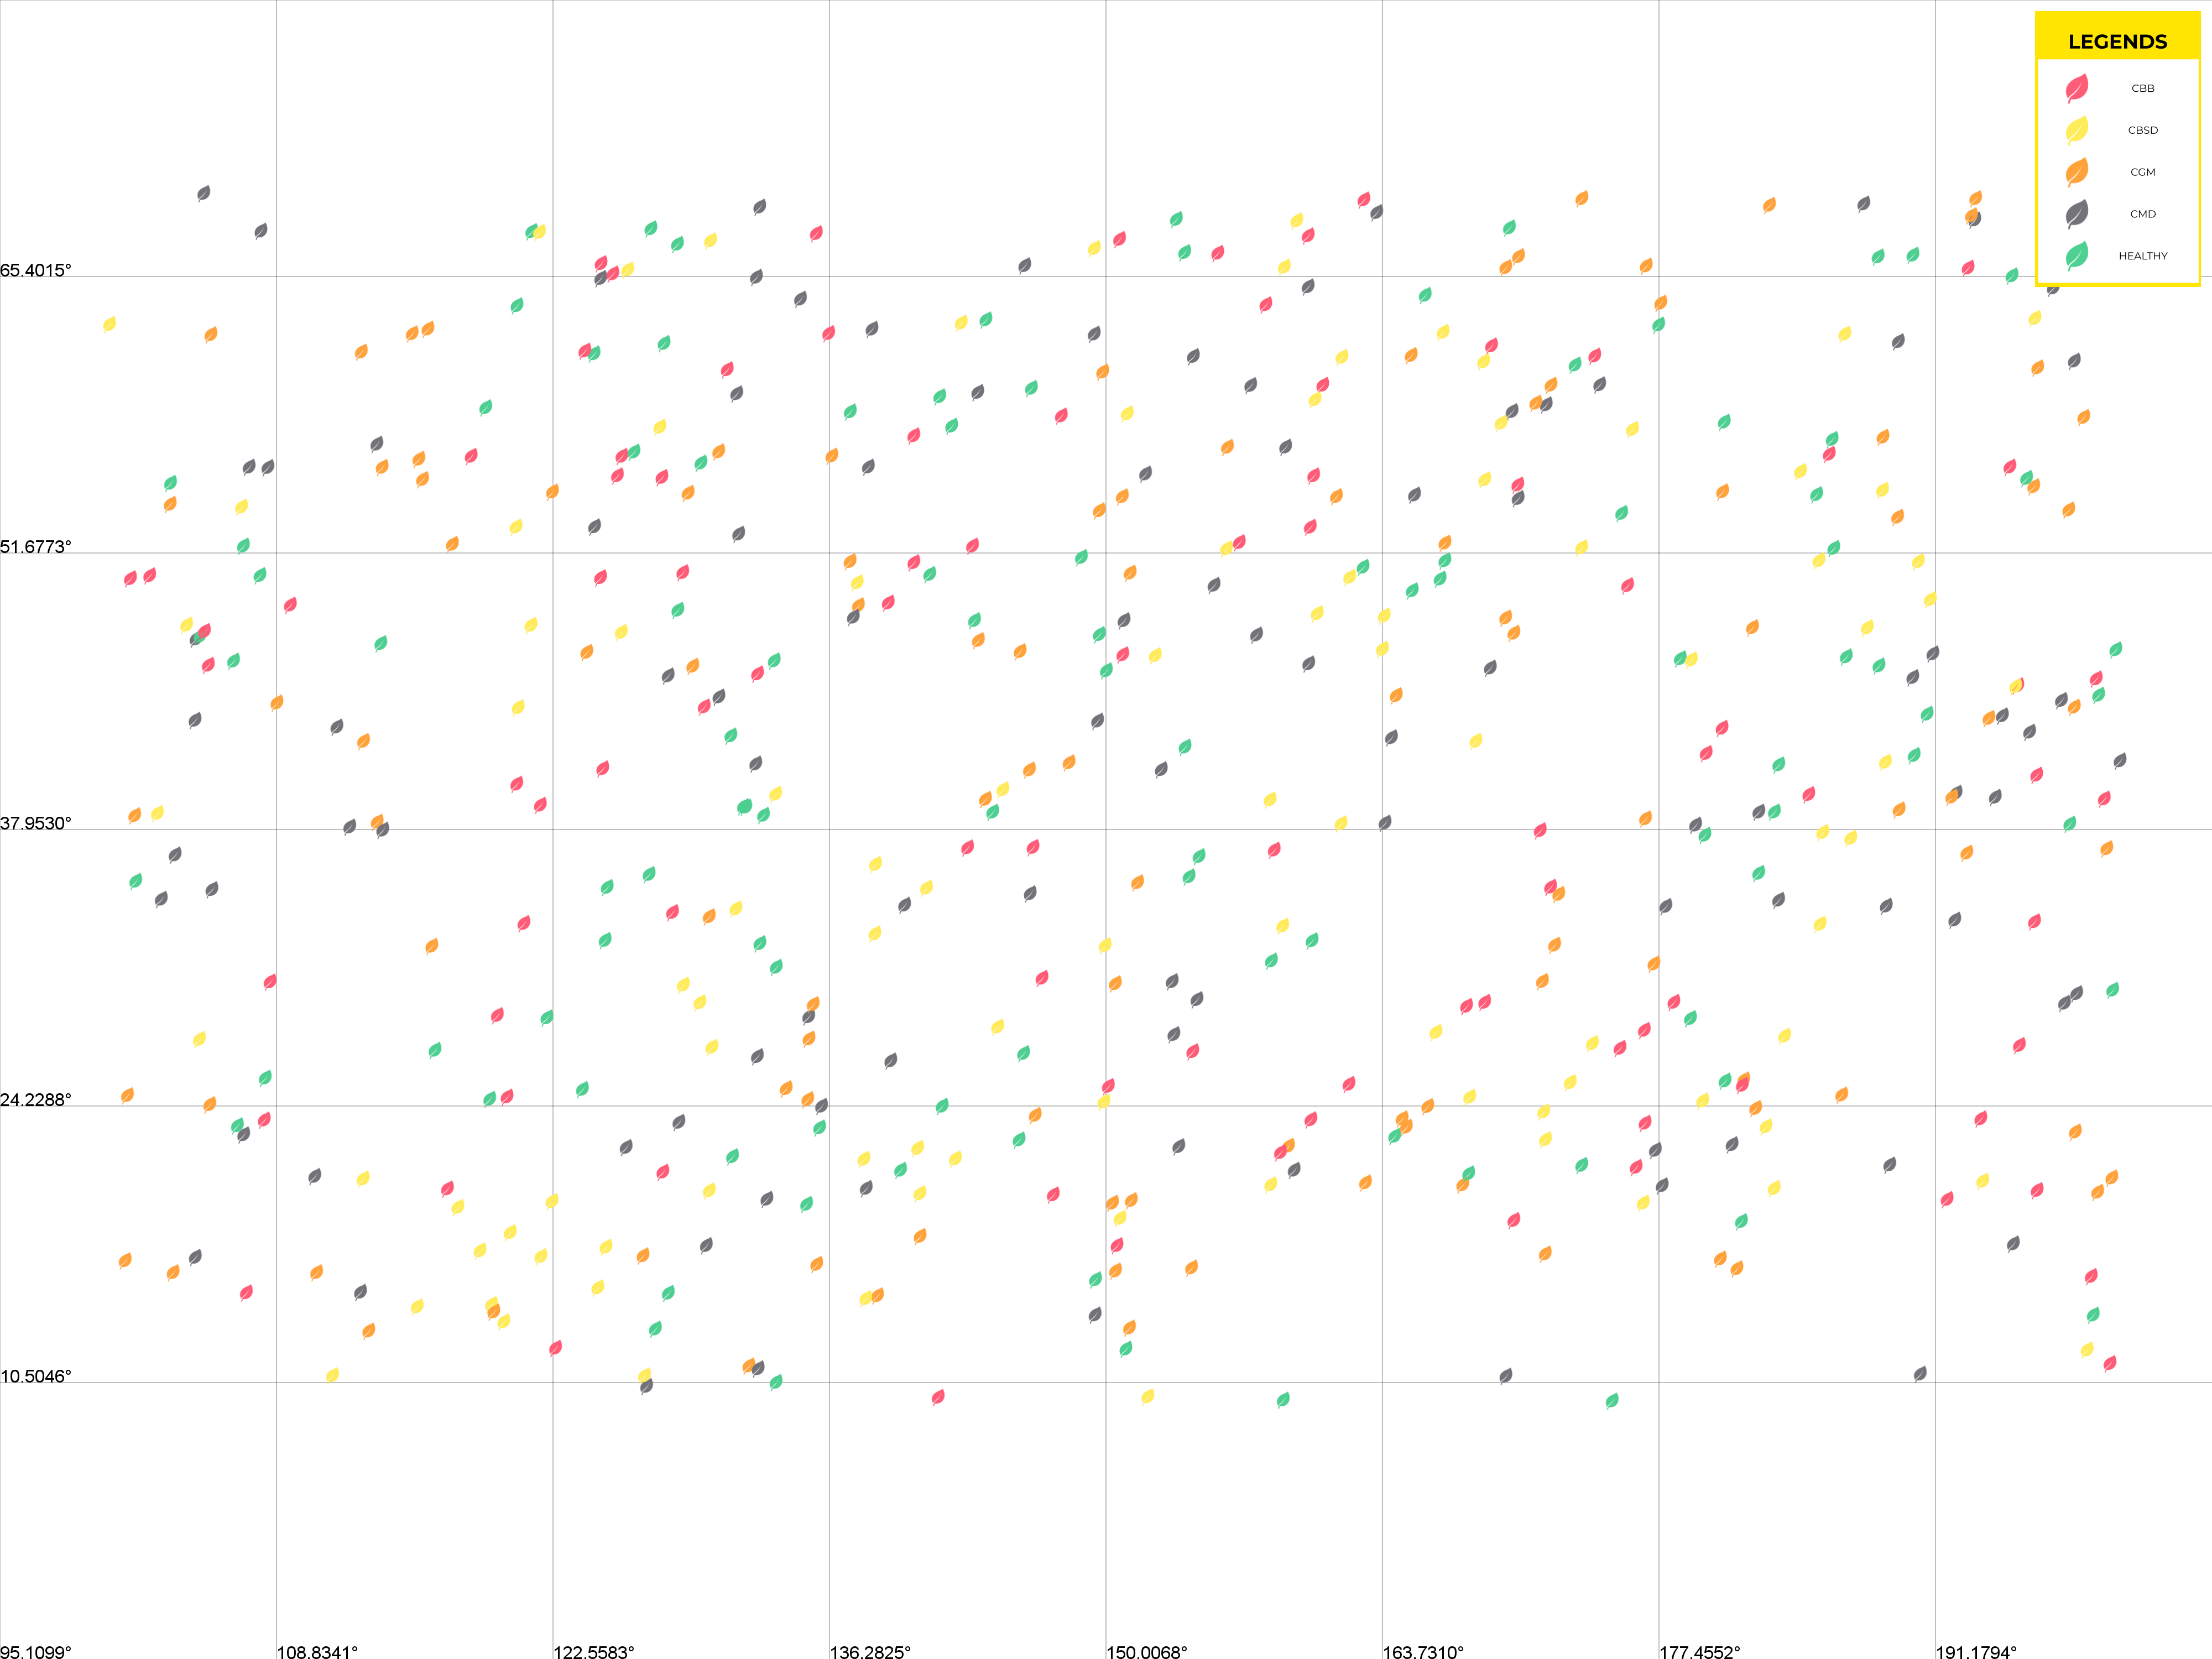 LEGENDS
CBB
CBSD
CGM
CMD
HEALTHY
65.4015°
51.6773°
37.9530°
24.2288°
10.5046°
95.1099° 108.8341° 122.5583° 136.2825° 150.0068° 163.7310° 177.4552° 191.1794°